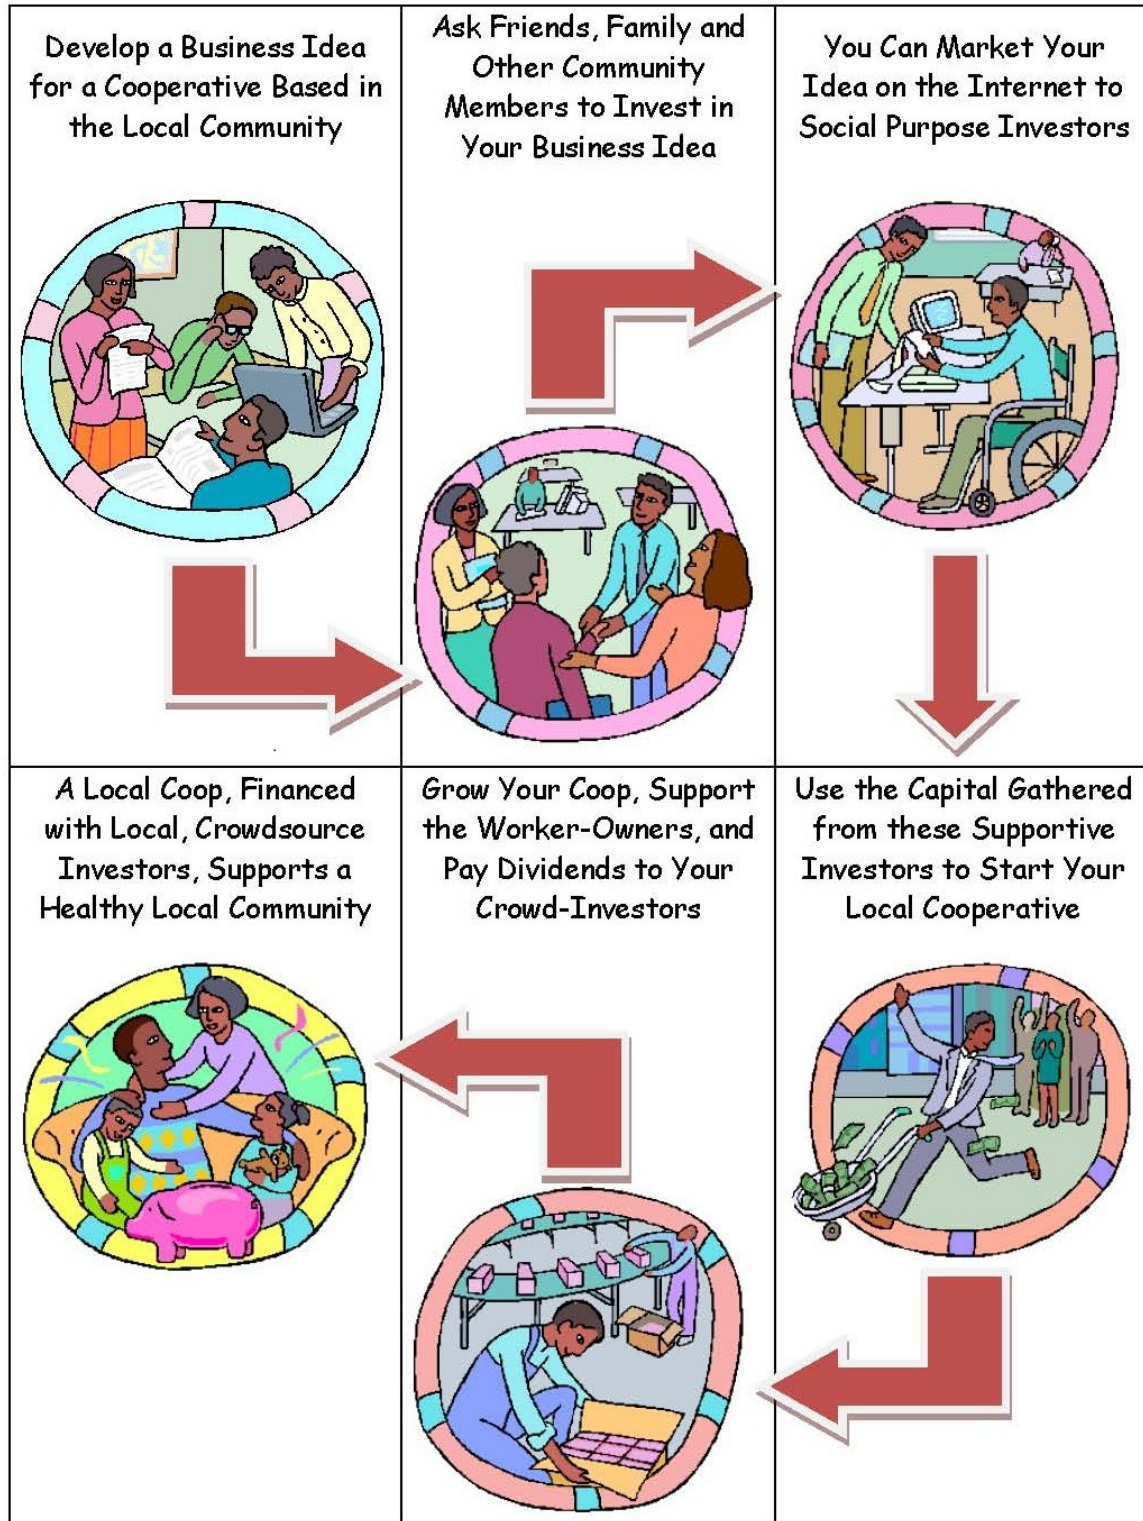 Develop a Business Idea
for a Cooperative Based in
the Local Community
Ask Friends, Family and
Other Community
Members to Invest in
Your Business Idea
You Can Market Your
Idea on the Internet to
Social Purpose Investors
A Local Coop, Financed
with Local, Crowdsource
Investors, Supports a
Healthy Local Community
Grow Your Coop, Support
the Worker-Owners, and
Pay Dividends to Your
Crowd-Investors
Use the Capital Gathered
from these Supportive
Investors to Start Your
Local Cooperative